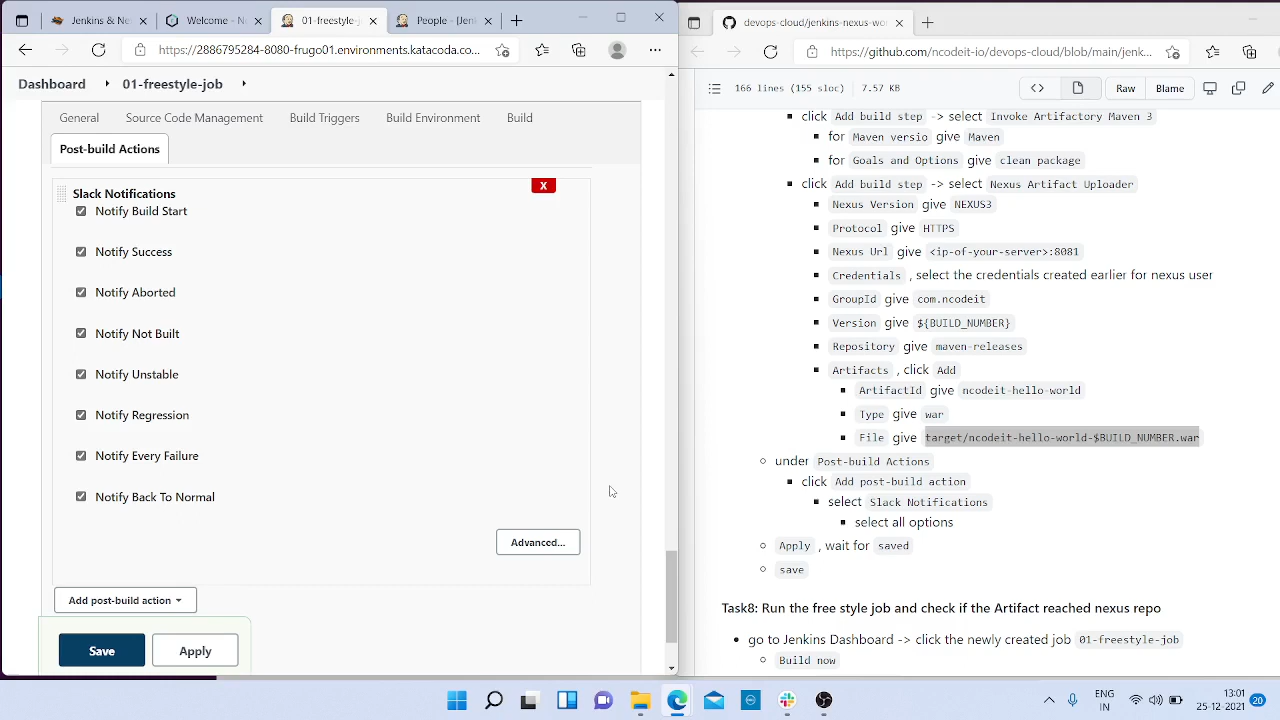 Jenkins & Ne
Welcome - N
01-freestyle-j
People - [Jen
devops-cloud/jenkins-nexus-wo
https://2886795284-8080-frugo01.environments.katacoda.co...
https://github.com/ncodeit-io/devops-cloud/blob/main/jenk...
Dashboard
01-freestyle-job
166 lines (155 sloc)
7.57 KB
Raw
Blame
General
Source Code Management
Build Triggers
Build Environment
Build
Post-build Actions
Slack Notifications
X
Notify Build Start
Notify Success
Notify Aborted
Notify Not Built
Notify Unstable
Notify Regression
Notify Every Failure
Notify Back To Normal
Advanced...
Add post-build action
Save
Apply
click Add build step -> select Invoke Artifactory Maven 3
for Maven versio give Maven
for Goals and Options give clean package
click Add build step -> select Nexus Artifact Uploader
Nexus Version give NEXUS3
Protocol give HTTPS
Nexus Url give <ip-of-your-server>:8081
Credentials , select the credentials created earlier for nexus user
GroupId give com.ncodeit
Version give ${BUILD_NUMBER}
Repository give maven-releases
Artifacts , click Add
ArtifactId give ncodeit-hello-world
Type give war
File give target/ncodeit-hello-world-$BUILD_NUMBER.war
under Post-build Actions
click Add post-build action
select Slack Notifications
select all options
Apply , wait for saved
save
Task8: Run the free style job and check if the Artifact reached nexus repo
go to Jenkins Dashboard -> click the newly created job 01-freestyle-job
Build now
ENG
IN
13:01
25-12-2021
20